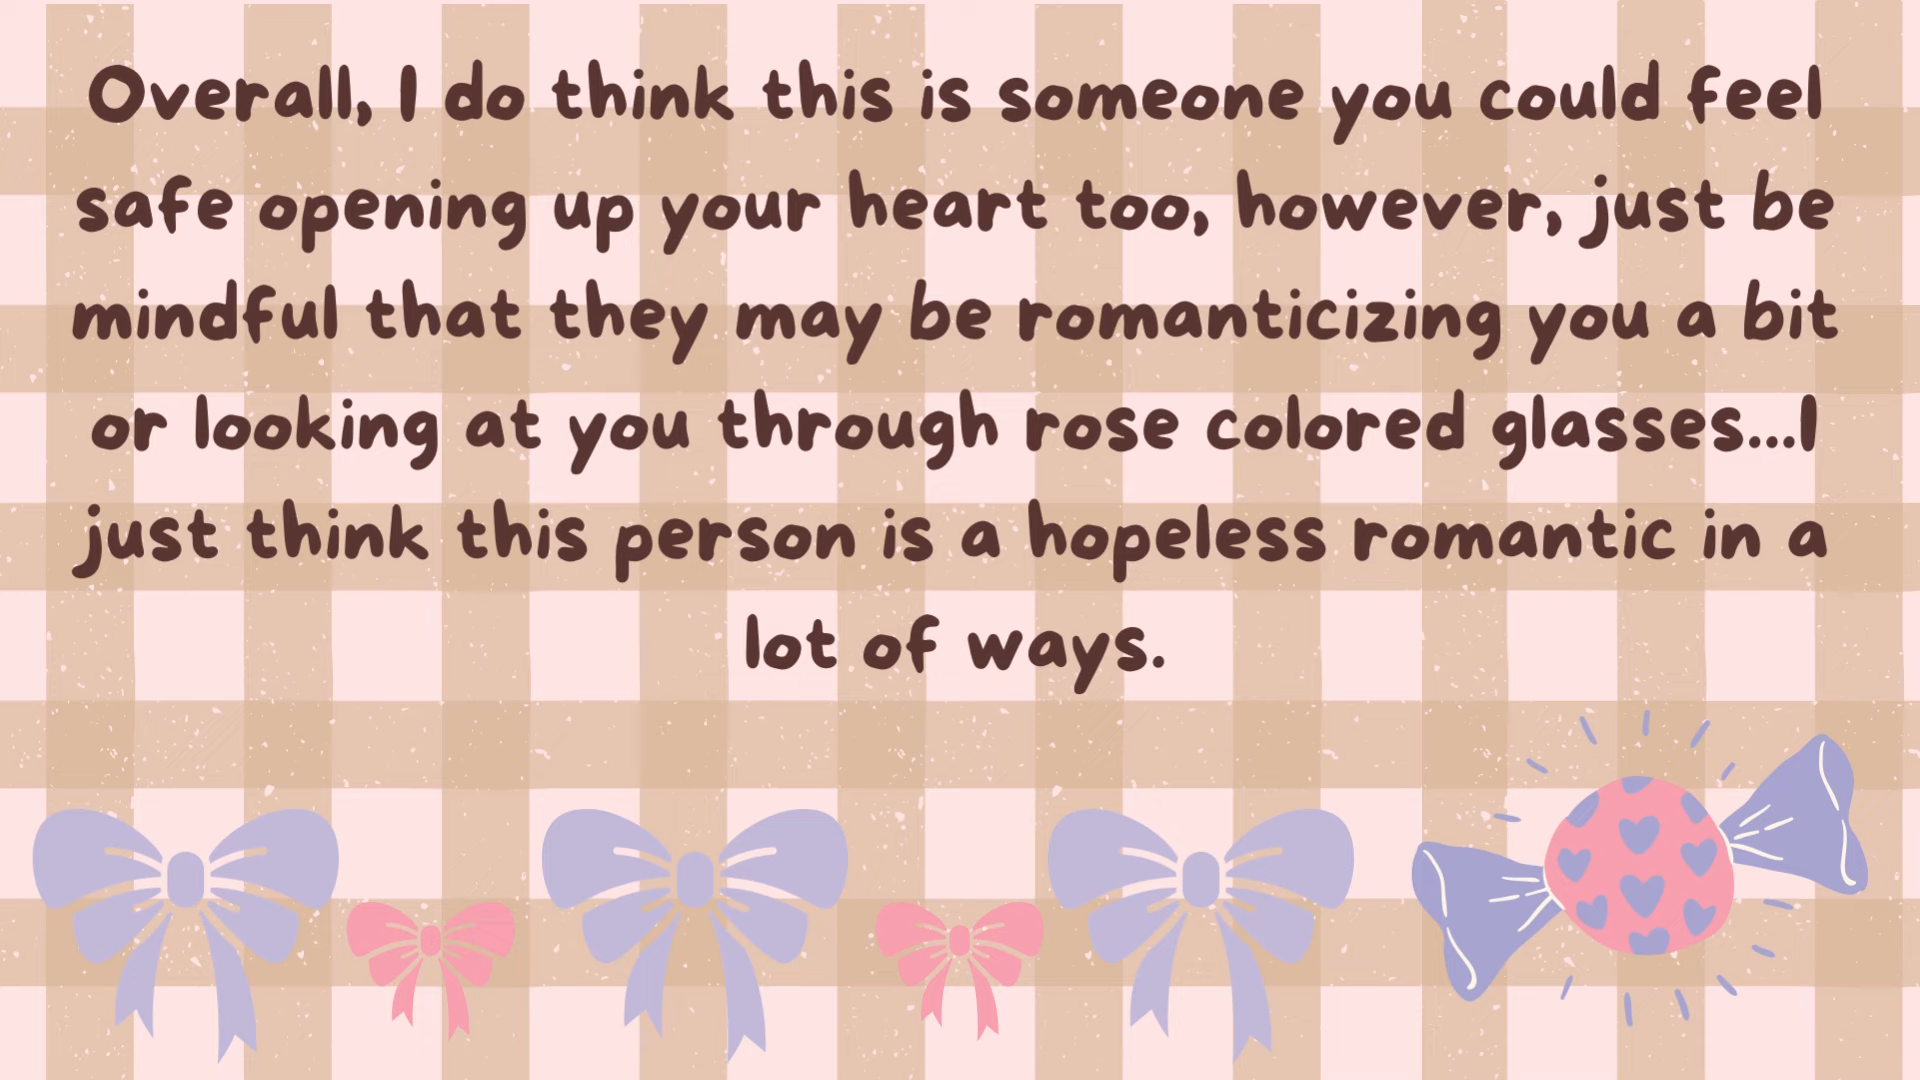 Overall, I do think this is someone you could feel
safe opening up your heart too, however, just be
mindful that they may be romanticizing you a bit
or looking at you through rose colored glasses...I
just think this person is a hopeless romantic in a
lot of ways.